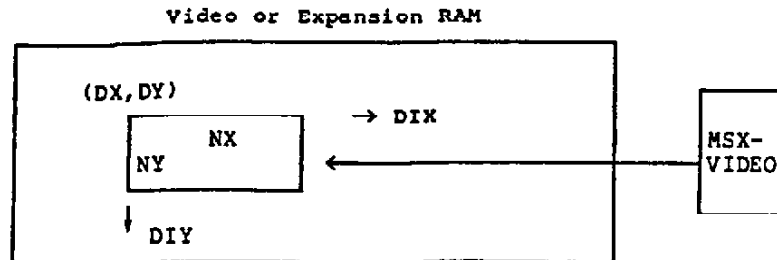 Video or Expansion RAM
(DX,DY)
→ DIX
NX
NY
MSX-
VIDEO
↓ DIY